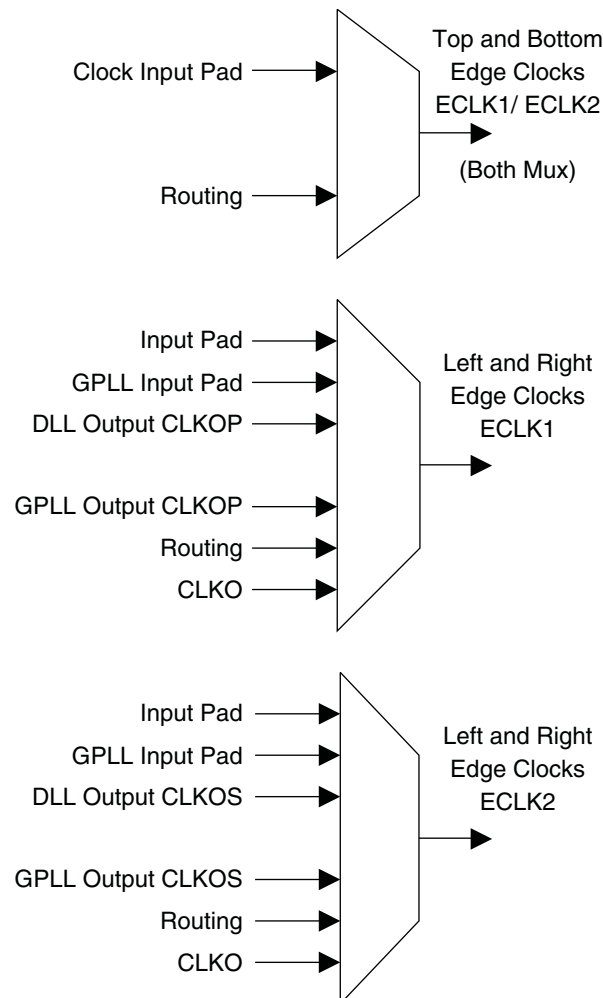 Clock Input Pad
Routing
Top and Bottom
Edge Clocks
ECLK1/ ECLK2
(Both Mux)
Input Pad
GPLL Input Pad
DLL Output CLKOP
GPLL Output CLKOP
Routing
CLKO
Left and Right
Edge Clocks
ECLK1
Input Pad
GPLL Input Pad
DLL Output CLKOS
GPLL Output CLKOS
Routing
CLKO
Left and Right
Edge Clocks
ECLK2